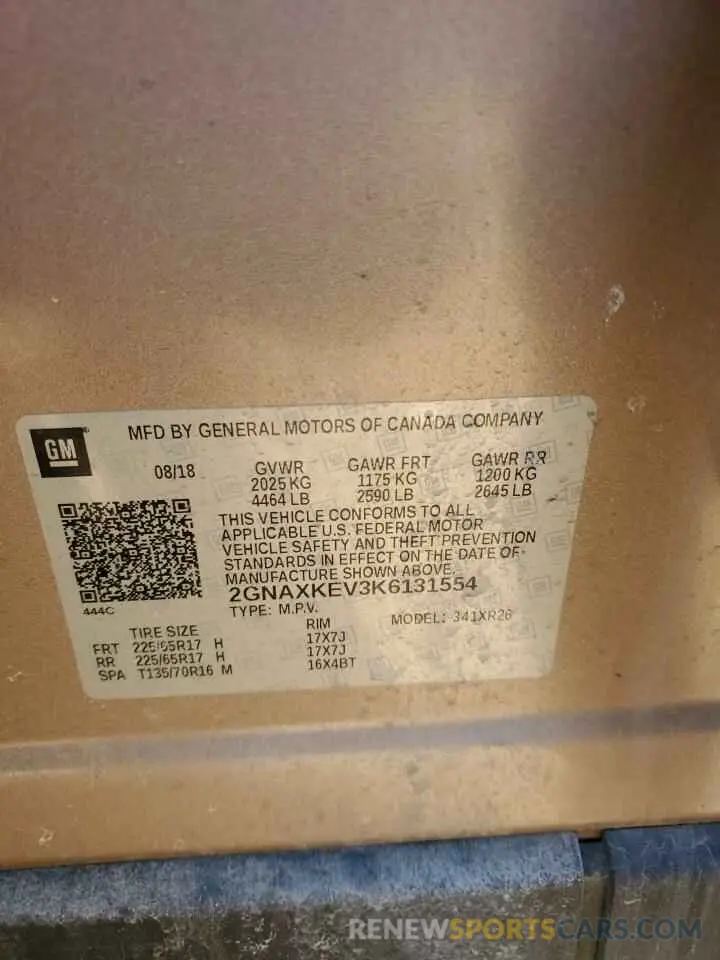 GM
MFD BY GENERAL MOTORS OF CANADA COMPANY
08/18 GVWR GAWR FRT GAWR RR
2025 KG 1175 KG 1200 KG
4464 LB 2590 LB 2645 LB
THIS VEHICLE CONFORMS TO ALL
APPLICABLE U.S. FEDERAL MOTOR
VEHICLE SAFETY AND THEFT PREVENTION
STANDARDS IN EFFECT ON THE DATE OF
MANUFACTURE SHOWN ABOVE.
2GNAXKEV3K6131554
444C
TYPE: M.P.V. MODEL: 341XR26
TIRE SIZE RIM
FRT 225/65R17 H 17X7J
RR 225/65R17 H 17X7J
SPA T135/70R16 M 16X4BT
RENEWSPORTSCARS.COM